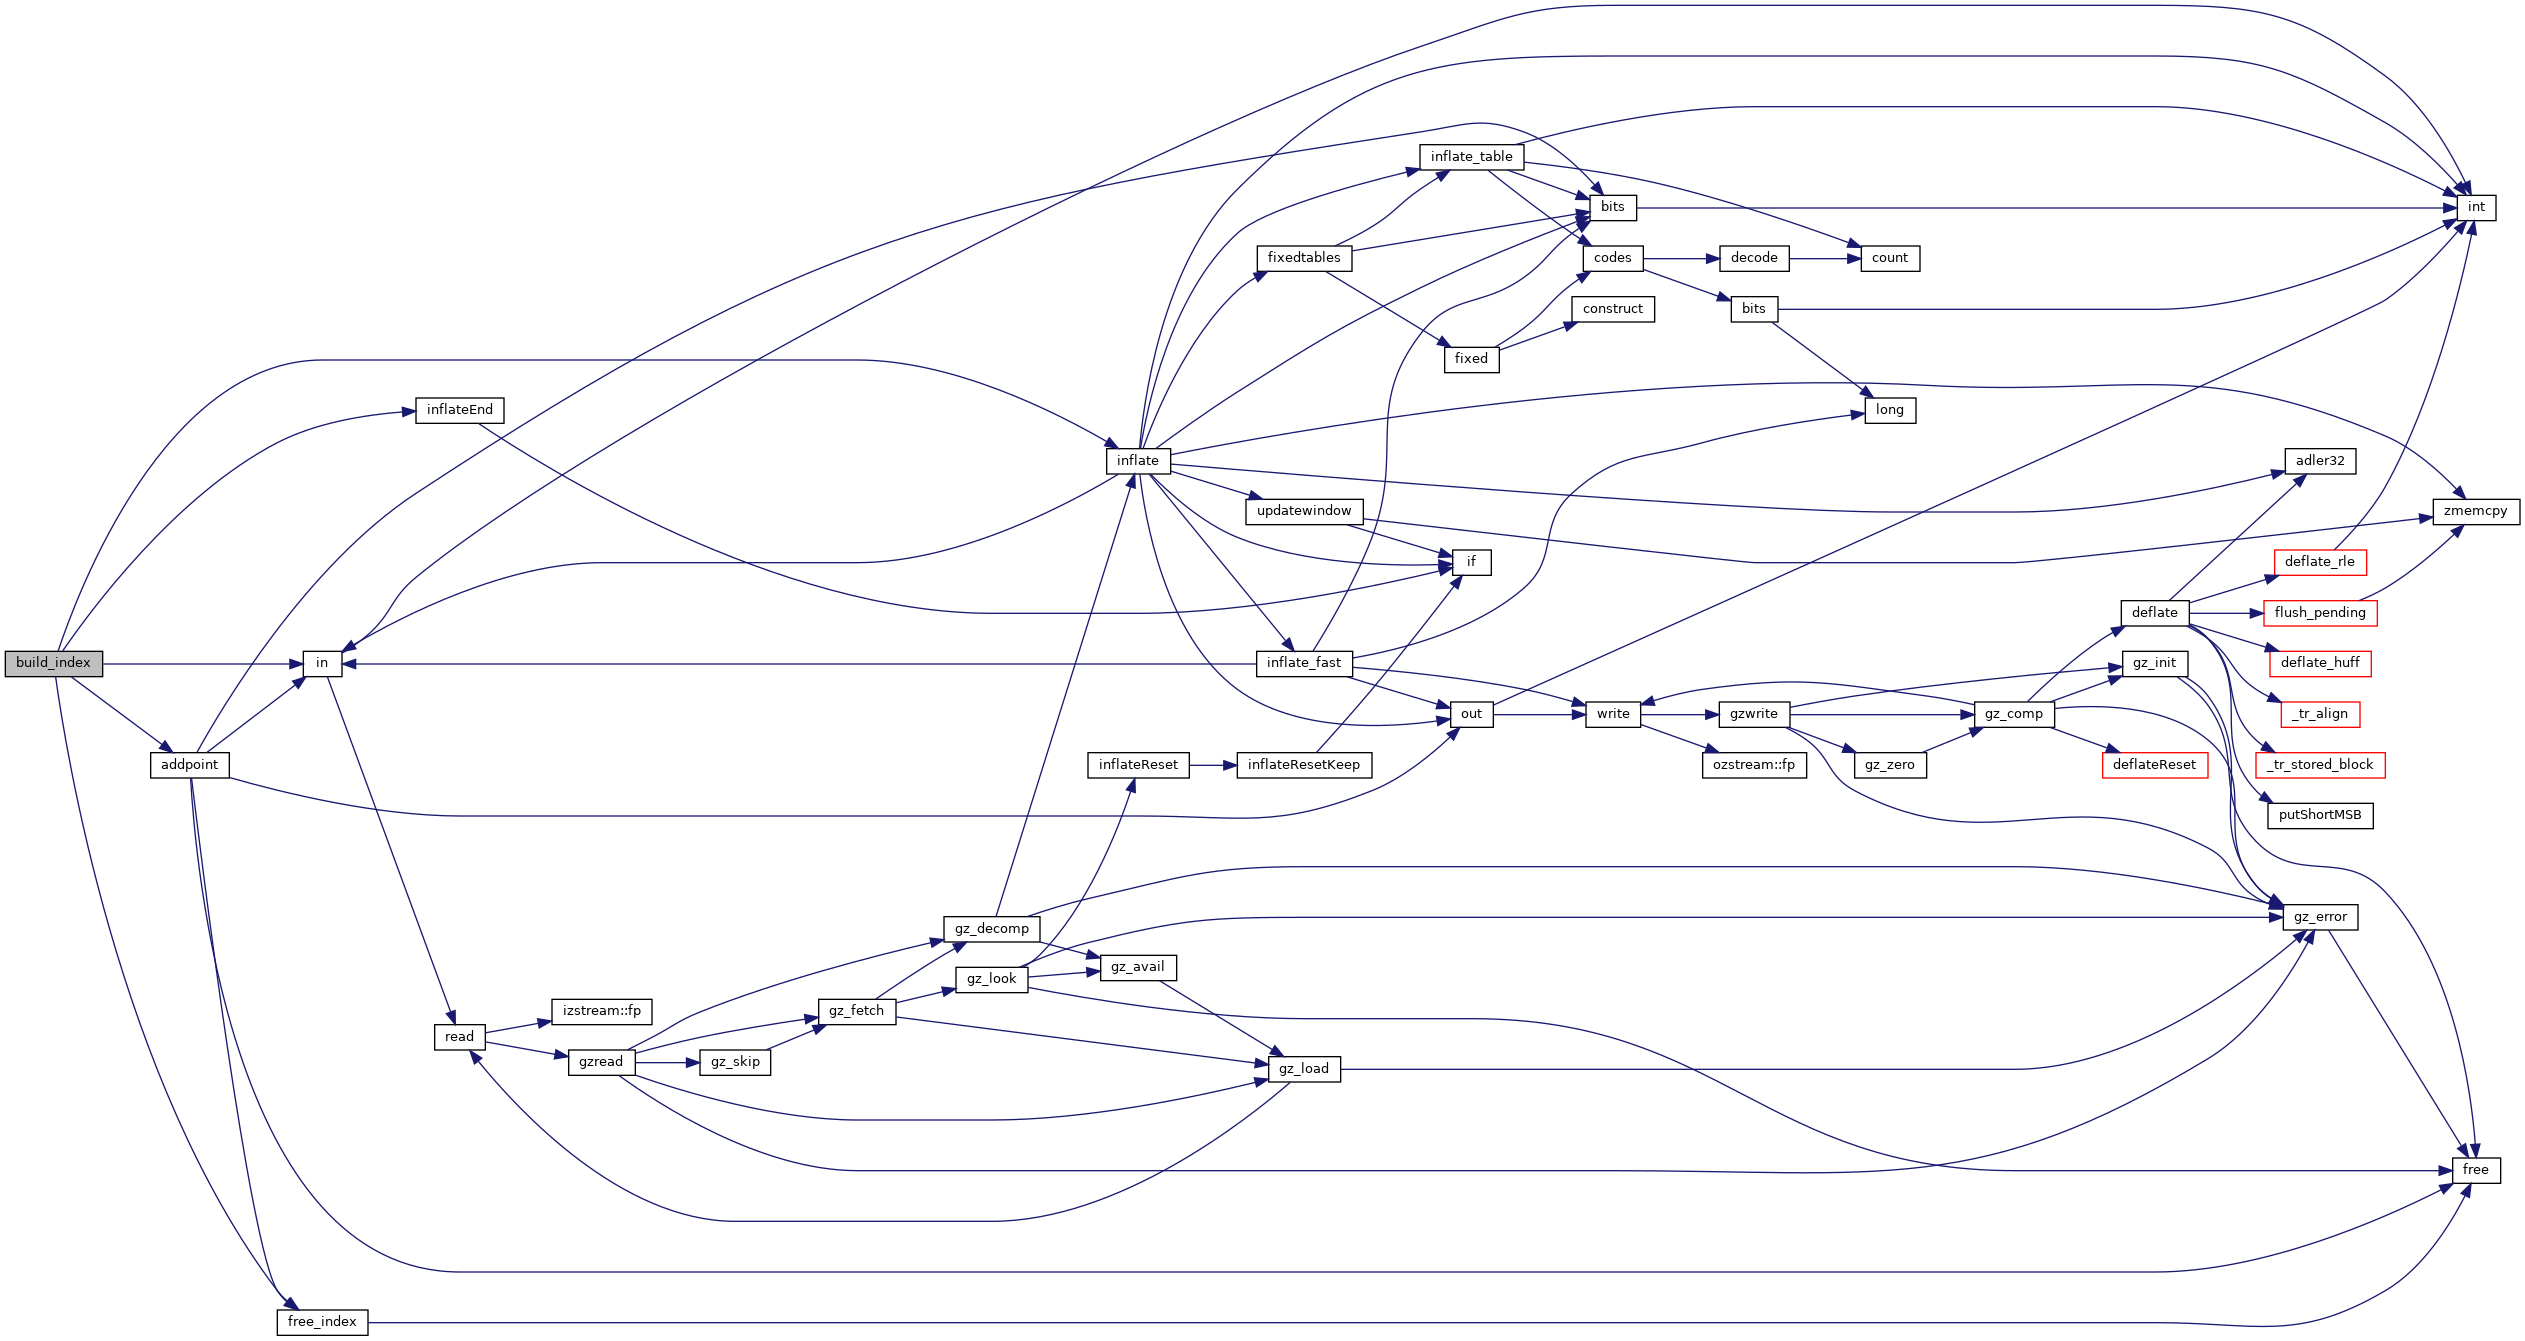 inflate_table
bits
int
fixedtables
codes
decode
count
construct
bits
fixed
inflateEnd
long
inflate
adler32
updatewindow
zmemcpy
if
deflate_rle
deflate
flush_pending
build_index
in
inflate_fast
gz_init
deflate_huff
out
write
gzwrite
gz_comp
_tr_align
addpoint
inflateReset
inflateResetKeep
ozstream::fp
gz_zero
deflateReset
_tr_stored_block
putShortMSB
gz_decomp
gz_error
gz_look
gz_avail
izstream::fp
gz_fetch
read
gzread
gz_skip
gz_load
free
free_index